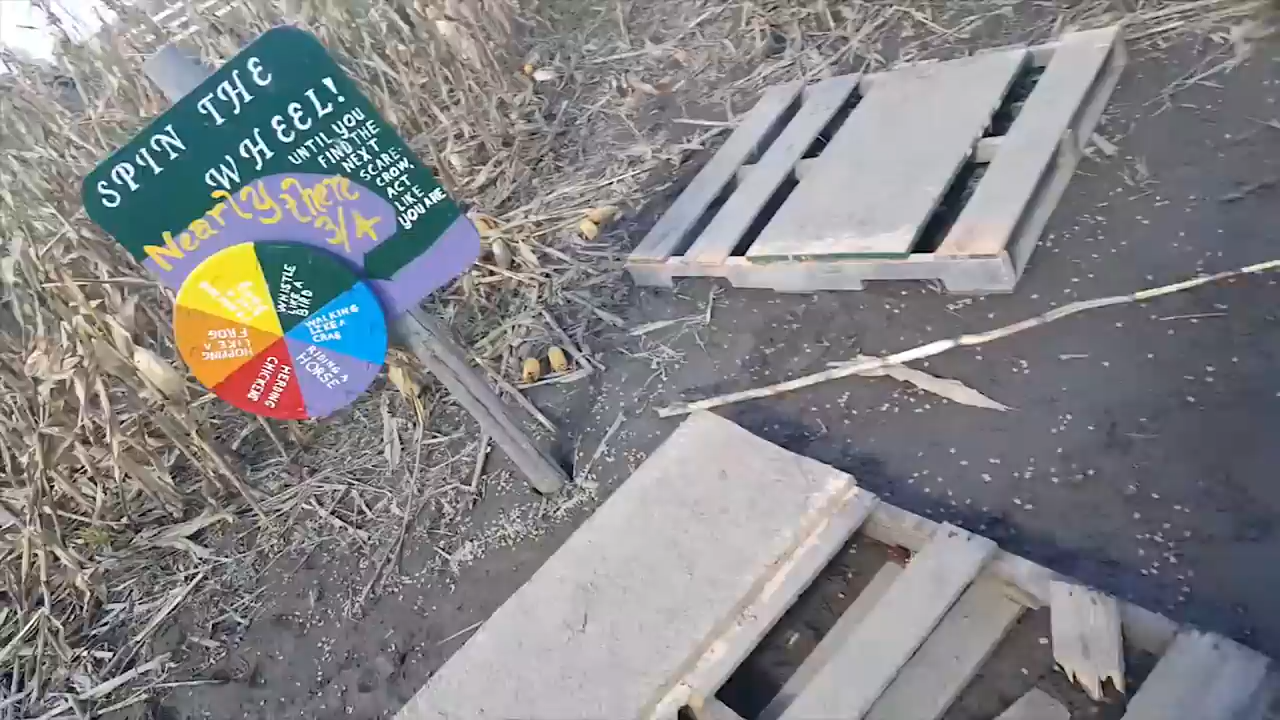 SPIN THE
WHEEL!
UNTIL YOU
FIND THE
NEXT
SCARE-
CROW,
ACT
LIKE
YOU ARE
Nearly there
3/4
WHISTLE
LIKE A
BIRD
WALKING
LIKE A
CRAB
RIDING A
HORSE
HERDING
CHICKENS
HOPPING
LIKE A
FROG